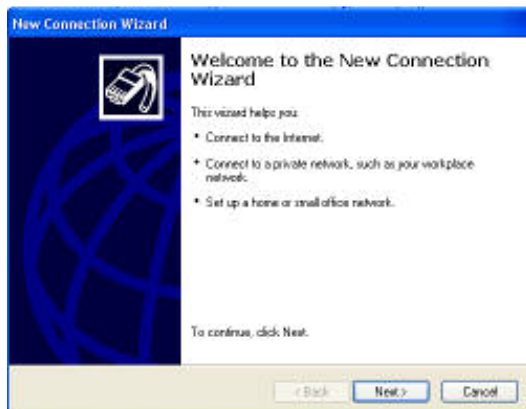 New Connection Wizard
Welcome to the New Connection
Wizard
This wizard helps you:
* Connect to the Internet.
* Connect to a private network, such as your workplace
network.
* Set up a home or small office network.
To continue, click Next.
< Back Next > Cancel